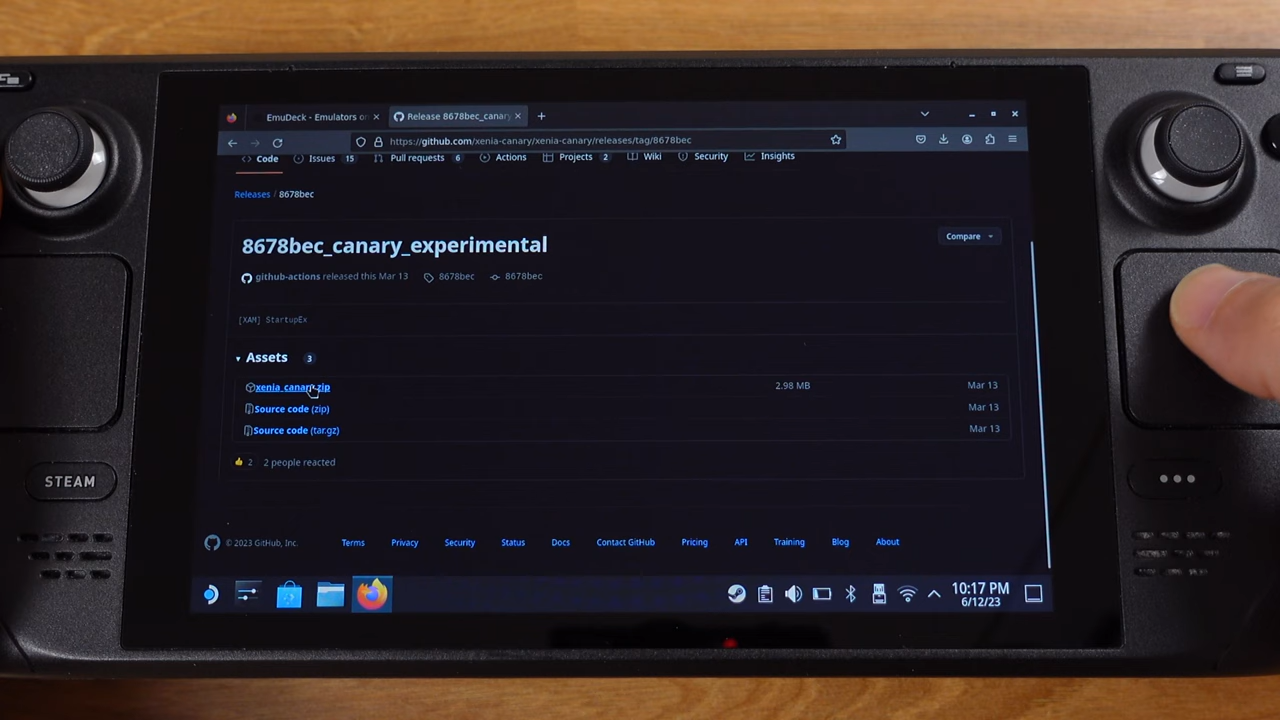 EmuDeck - Emulators on
Release 8678bec_canary
https://github.com/xenia-canary/xenia-canary/releases/tag/8678bec
Code
Issues 15
Pull requests 6
Actions
Projects 2
Wiki
Security
Insights
Releases / 8678bec
8678bec_canary_experimental
Compare
github-actions released this Mar 13
8678bec
8678bec
[XAM] StartupEx
Assets 3
xenia_canary.zip 2.98 MB Mar 13
Source code (zip) Mar 13
Source code (tar.gz) Mar 13
👍 2 2 people reacted
© 2023 GitHub, Inc.
Terms
Privacy
Security
Status
Docs
Contact GitHub
Pricing
API
Training
Blog
About
10:17 PM
6/12/23
STEAM